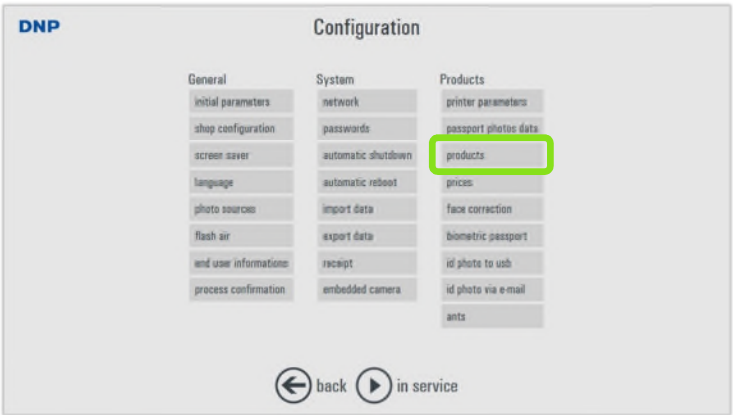 DNP
Configuration
General
initial parameters
shop configuration
screen saver
language
photo sources
flash air
end user informations
process confirmation
System
network
passwords
automatic shutdown
automatic reboot
import data
export data
receipt
embedded camera
Products
printer parameters
passport photos data
products
prices
face correction
biometric passport
id photo to usb
id photo via e-mail
ants
back
in service